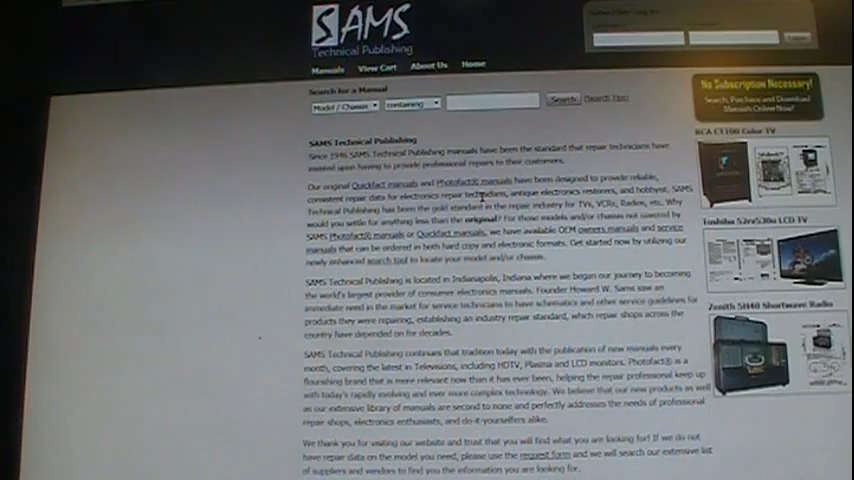 SAMS
Technical Publishing
Manuals View Cart About Us Home
Login
No Subscription Necessary!
Search, Purchase and Download
Manuals Online Now!
Search for a Manual
Model / Chassis containing Search (Search Tips)
SAMS Technical Publishing
Since 1946 SAMS Technical Publishing manuals have been the standard that repair technicians have
insisted upon having to provide professional repairs to their customers.
Our original Quickfact manuals and Photofact® manuals have been designed to provide reliable,
consistent repair data for electronics repair technicians, antique electronics restorers, and hobbyist. SAMS
Technical Publishing has been the gold standard in the repair industry for TVs, VCRs, Radios, etc. Why
would you settle for anything less than the original? For those models and/or chassis not covered by
SAMS Photofact® manuals or Quickfact manuals, we have available OEM owners manuals and service
manuals that can be ordered in both hard copy and electronic formats. Get started now by utilizing our
newly enhanced search tool to locate your model and/or chassis.
SAMS Technical Publishing is located in Indianapolis, Indiana where we began our journey to becoming
the world's largest provider of consumer electronics manuals. Founder Howard W. Sams saw an
immediate need in the market for service technicians to have schematics and other service guidelines for
products they were repairing, establishing an industry repair standard, which repair shops across the
country have depended on for decades.
SAMS Technical Publishing continues that tradition today with the publication of new manuals every
month, covering the latest in Televisions, including HDTV, Plasma and LCD monitors. Photofact® is a
flourishing brand that is more relevant now than it has ever been, helping the repair professional keep up
with today's rapidly evolving and ever more complex technology. We believe that our new products as well
as our extensive library of manuals are second to none and perfectly addresses the needs of professional
repair shops, electronics enthusiasts, and do-it-yourselfers alike.
We thank you for visiting our website and trust that you will find what you are looking for! If we do not
have repair data on the model you need, please use the request form and we will search our extensive list
of suppliers and vendors to find you the information you are looking for.
RCA CT100 Color TV
Toshiba 52rv530u LCD TV
Zenith 5H40 Shortwave Radio